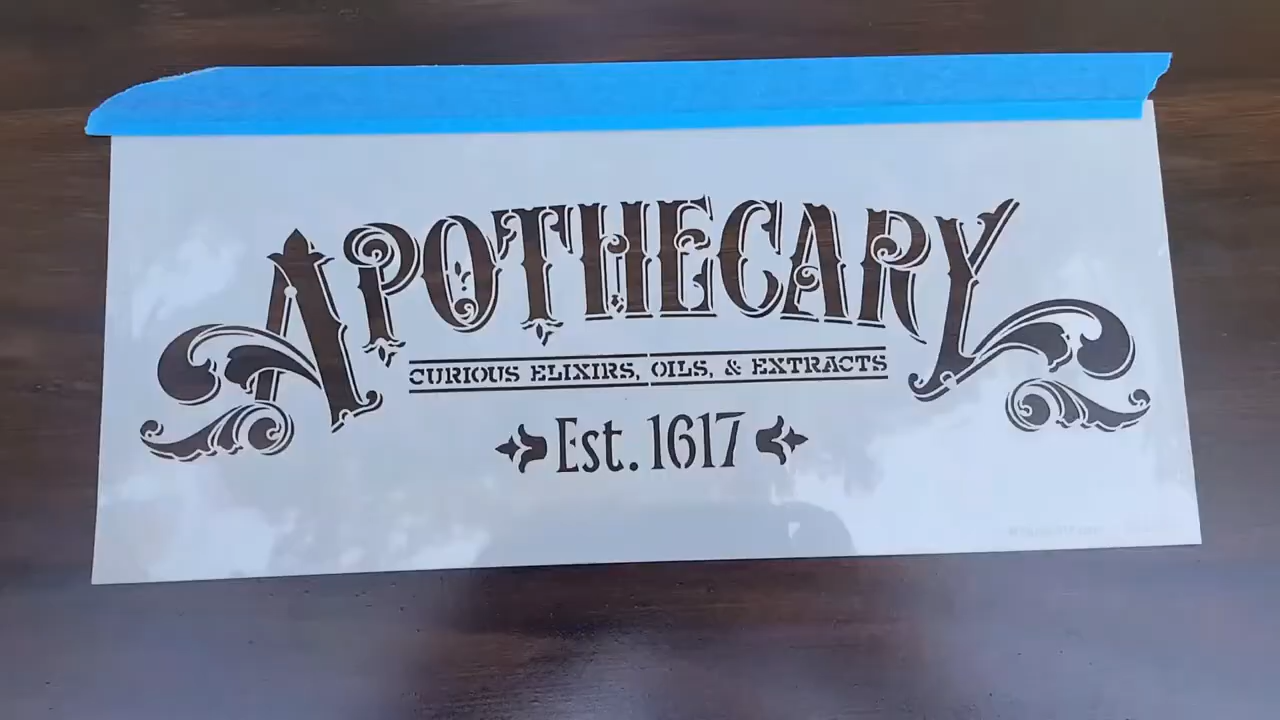 APOTHECARY
CURIOUS ELIXIRS, OILS, & EXTRACTS
Est. 1617